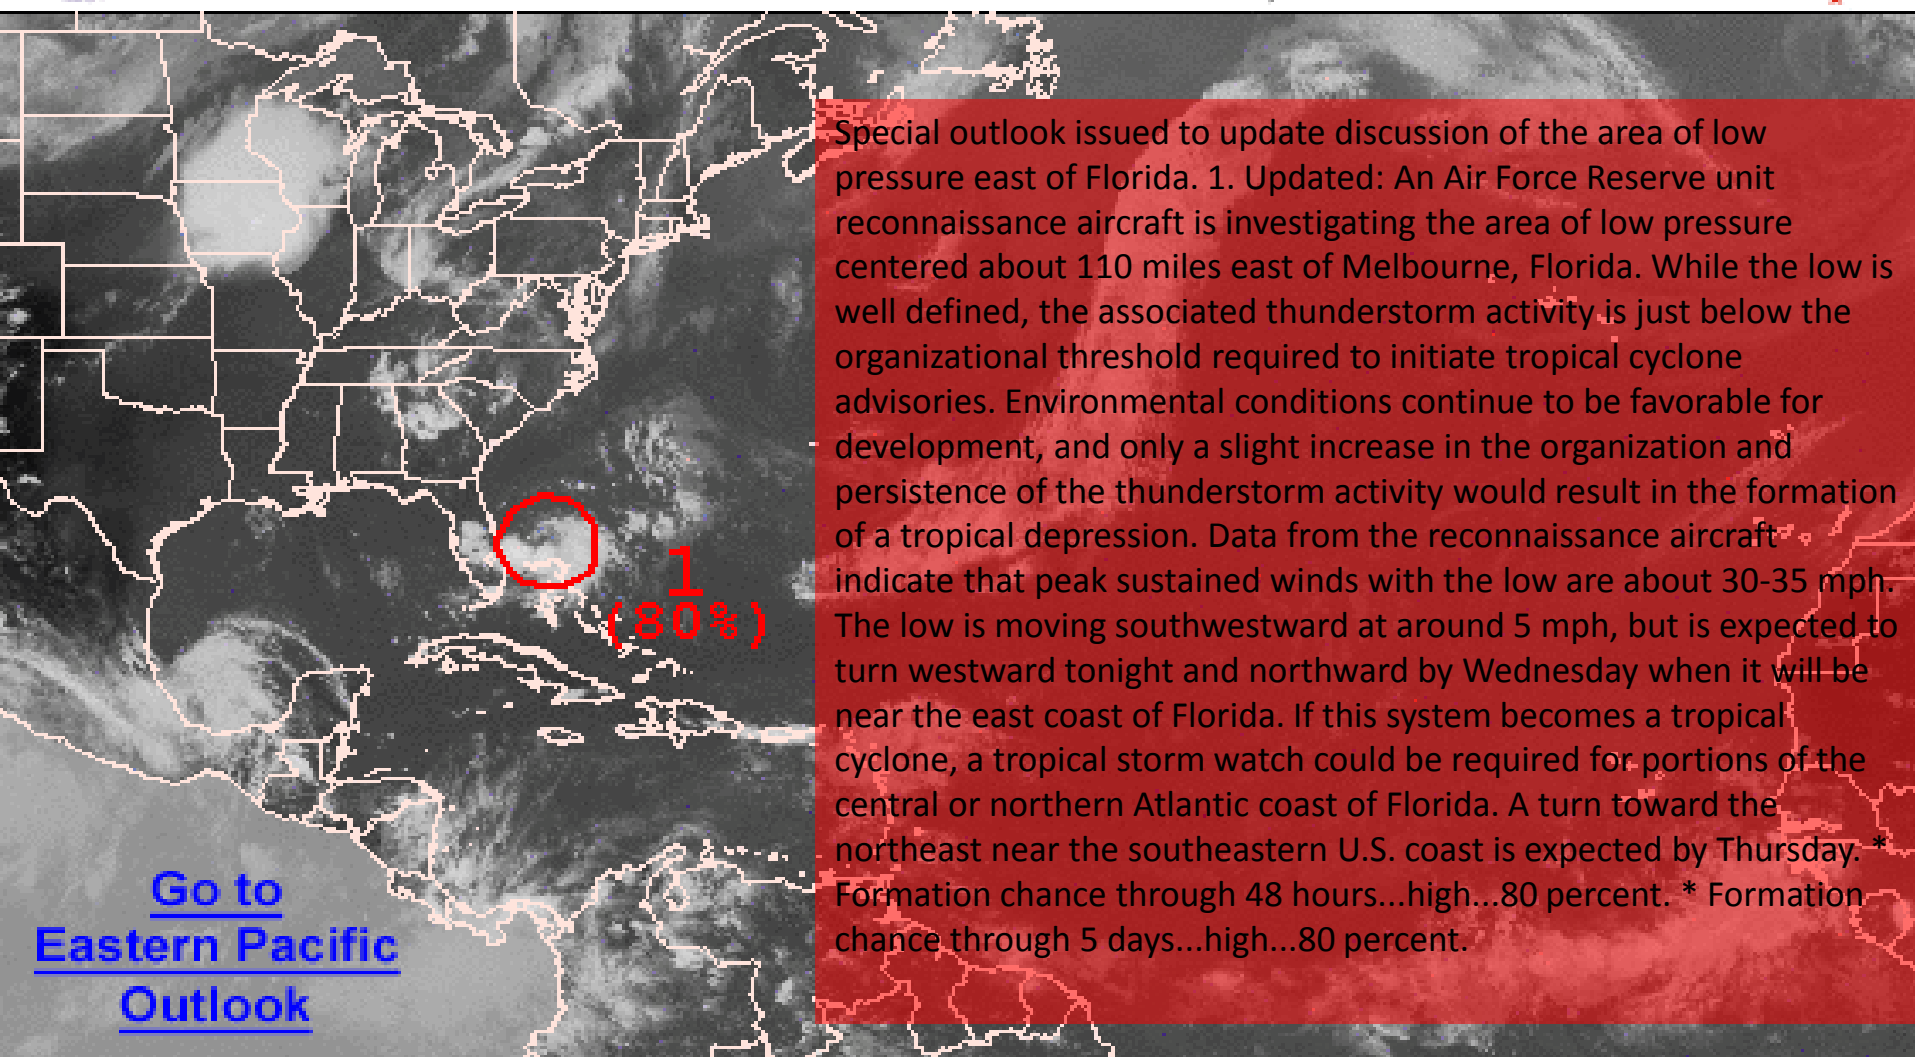 Special outlook issued to update discussion of the area of low
pressure east of Florida. 1. Updated: An Air Force Reserve unit
reconnaissance aircraft is investigating the area of low pressure
centered about 110 miles east of Melbourne, Florida. While the low is
well defined, the associated thunderstorm activity is just below the
organizational threshold required to initiate tropical cyclone
advisories. Environmental conditions continue to be favorable for
development, and only a slight increase in the organization and
persistence of the thunderstorm activity would result in the formation
of a tropical depression. Data from the reconnaissance aircraft
indicate that peak sustained winds with the low are about 30-35 mph.
The low is moving southwestward at around 5 mph, but is expected to
turn westward tonight and northward by Wednesday when it will be
near the east coast of Florida. If this system becomes a tropical
cyclone, a tropical storm watch could be required for portions of the
central or northern Atlantic coast of Florida. A turn toward the
northeast near the southeastern U.S. coast is expected by Thursday. *
Formation chance through 48 hours...high...80 percent. * Formation
chance through 5 days...high...80 percent.
1
(80%)
Go to
Eastern Pacific
Outlook